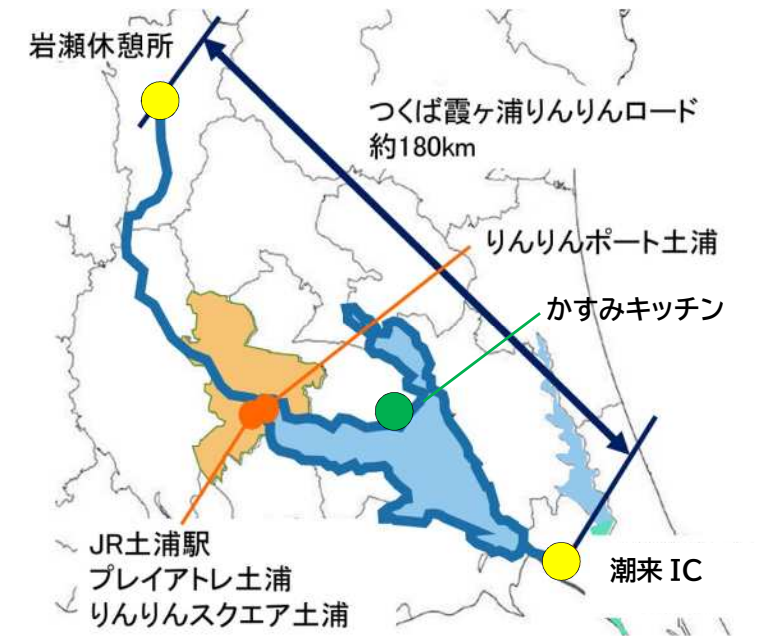 岩瀬休憩所
つくば霞ヶ浦りんりんロード
約180km
りんりんポート土浦
かすみキッチン
JR土浦駅
プレイアトレ土浦
りんりんスクエア土浦
潮来 IC